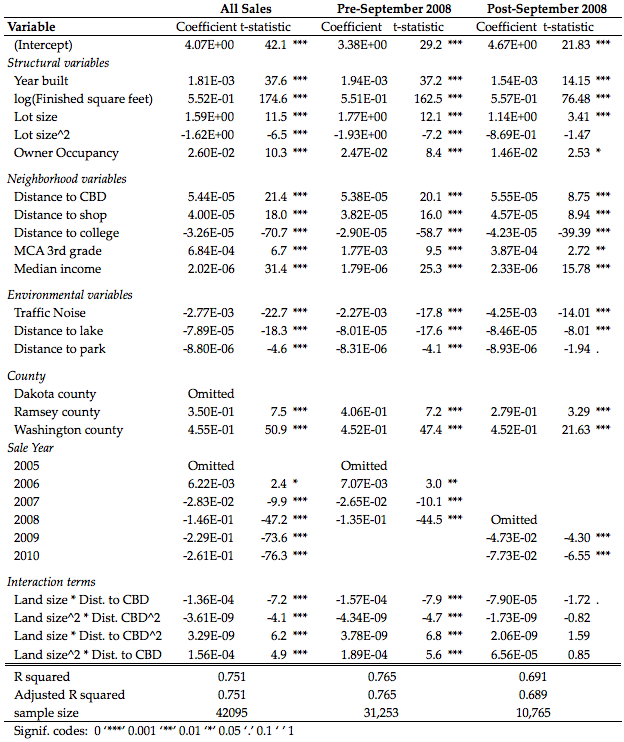 All Sales Pre-September 2008 Post-September 2008
Variable Coefficient t-statistic Coefficient t-statistic Coefficient t-statistic
(Intercept) 4.07E+00 42.1 *** 3.38E+00 29.2 *** 4.67E+00 21.83 ***
Structural variables
Year built 1.81E-03 37.6 *** 1.94E-03 37.2 *** 1.54E-03 14.15 ***
log(Finished square feet) 5.52E-01 174.6 *** 5.51E-01 162.5 *** 5.57E-01 76.48 ***
Lot size 1.59E+00 11.5 *** 1.77E+00 12.1 *** 1.14E+00 3.41 ***
Lot size^2 -1.62E+00 -6.5 *** -1.93E+00 -7.2 *** -8.69E-01 -1.47
Owner Occupancy 2.60E-02 10.3 *** 2.47E-02 8.4 *** 1.46E-02 2.53 *
Neighborhood variables
Distance to CBD 5.44E-05 21.4 *** 5.38E-05 20.1 *** 5.55E-05 8.75 ***
Distance to shop 4.00E-05 18.0 *** 3.82E-05 16.0 *** 4.57E-05 8.94 ***
Distance to college -3.26E-05 -70.7 *** -2.90E-05 -58.7 *** -4.23E-05 -39.39 ***
MCA 3rd grade 6.84E-04 6.7 *** 1.77E-03 9.5 *** 3.87E-04 2.72 **
Median income 2.02E-06 31.4 *** 1.79E-06 25.3 *** 2.33E-06 15.78 ***
Environmental variables
Traffic Noise -2.77E-03 -22.7 *** -2.27E-03 -17.8 *** -4.25E-03 -14.01 ***
Distance to lake -7.89E-05 -18.3 *** -8.01E-05 -17.6 *** -8.46E-05 -8.01 ***
Distance to park -8.80E-06 -4.6 *** -8.31E-06 -4.1 *** -8.93E-06 -1.94 .
County
Dakota county Omitted
Ramsey county 3.50E-01 7.5 *** 4.06E-01 7.2 *** 2.79E-01 3.29 ***
Washington county 4.55E-01 50.9 *** 4.52E-01 47.4 *** 4.52E-01 21.63 ***
Sale Year
2005 Omitted Omitted
2006 6.22E-03 2.4 * 7.07E-03 3.0 **
2007 -2.83E-02 -9.9 *** -2.65E-02 -10.1 ***
2008 -1.46E-01 -47.2 *** -1.35E-01 -44.5 *** Omitted
2009 -2.29E-01 -73.6 *** -4.73E-02 -4.30 ***
2010 -2.61E-01 -76.3 *** -7.73E-02 -6.55 ***
Interaction terms
Land size * Dist. to CBD -1.36E-04 -7.2 *** -1.57E-04 -7.9 *** -7.90E-05 -1.72 .
Land size^2 * Dist. CBD^2 -3.61E-09 -4.1 *** -4.34E-09 -4.7 *** -1.73E-09 -0.82
Land size * Dist. to CBD^2 3.29E-09 6.2 *** 3.78E-09 6.8 *** 2.06E-09 1.59
Land size^2 * Dist. to CBD 1.56E-04 4.9 *** 1.89E-04 5.6 *** 6.56E-05 0.85
R squared 0.751 0.765 0.691
Adjusted R squared 0.751 0.765 0.689
sample size 42095 31,253 10,765
Signif. codes: 0 '***' 0.001 '**' 0.01 '*' 0.05 '.' 0.1 ' ' 1